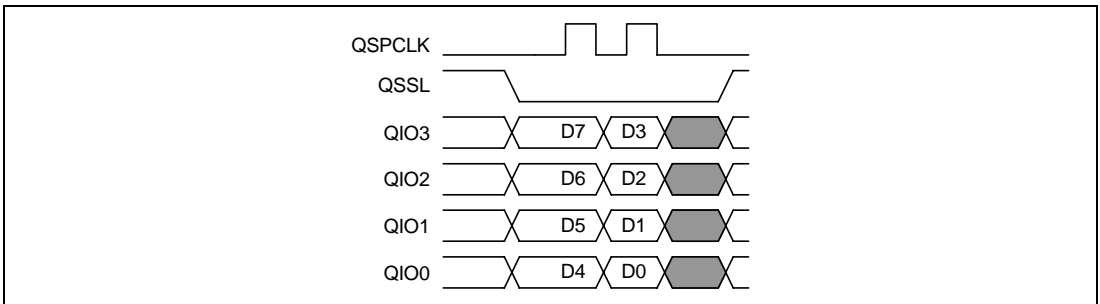 QSPCLK
QSSL
QIO3 D7 D3
QIO2 D6 D2
QIO1 D5 D1
QIO0 D4 D0